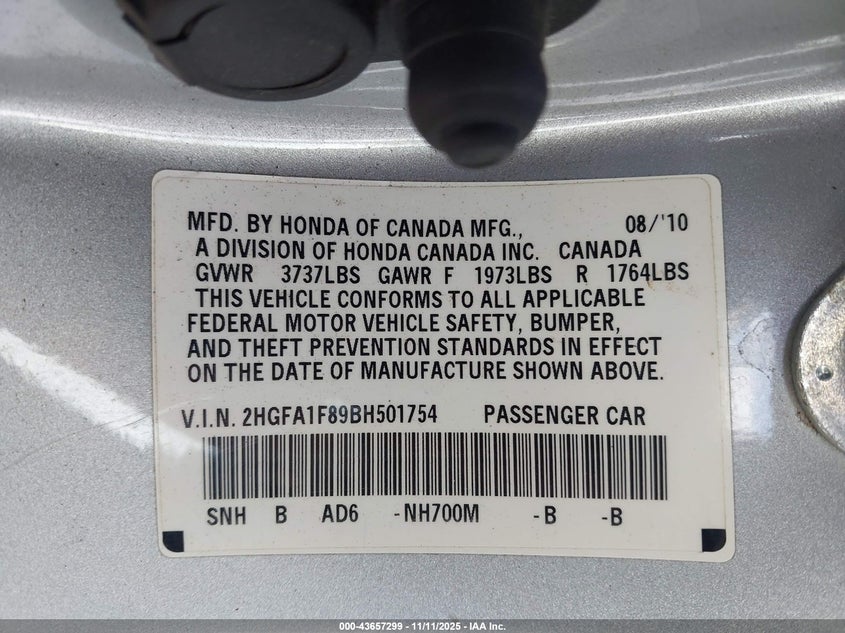 MFD. BY HONDA OF CANADA MFG., 08/'10
A DIVISION OF HONDA CANADA INC. CANADA
GVWR 3737LBS GAWR F 1973LBS R 1764LBS
THIS VEHICLE CONFORMS TO ALL APPLICABLE
FEDERAL MOTOR VEHICLE SAFETY, BUMPER,
AND THEFT PREVENTION STANDARDS IN EFFECT
ON THE DATE OF MANUFACTURE SHOWN ABOVE.
V.I.N. 2HGFA1F89BH501754 PASSENGER CAR
SNH B AD6 -NH700M -B -B
000-43657299 - 11/11/2025 - IAA Inc.